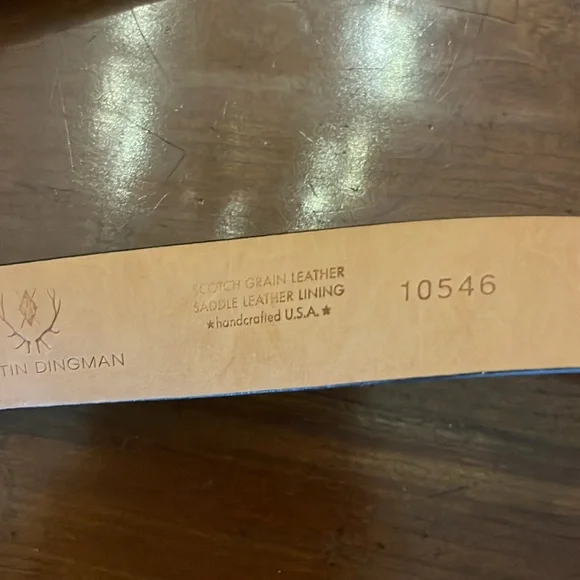 TIN DINGMAN
SCOTCH GRAIN LEATHER
SADDLE LEATHER LINING
★handcrafted U.S.A.★
10546